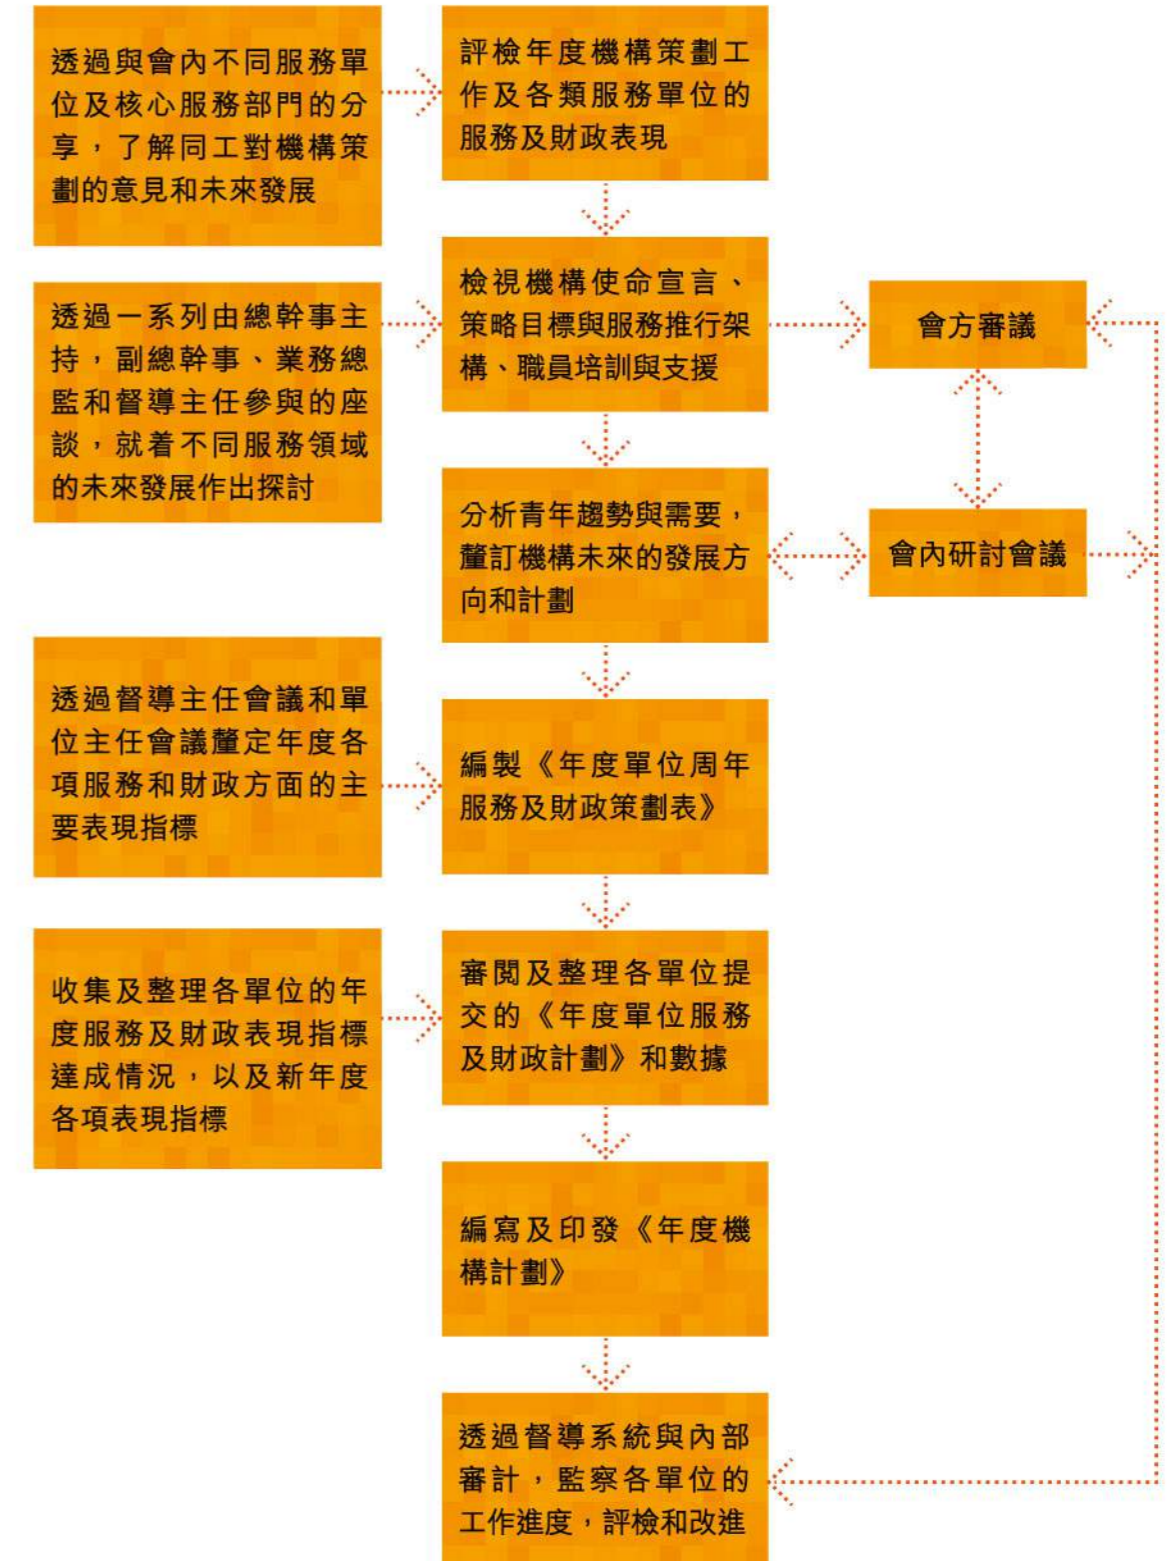 透過與會內不同服務單
位及核心服務部門的分
享，了解同工對機構策
劃的意見和未來發展
評檢年度機構策劃工
作及各類服務單位的
服務及財政表現
透過一系列由總幹事主
持，副總幹事、業務總
監和督導主任參與的座
談，就着不同服務領域
的未來發展作出探討
檢視機構使命宣言、
策略目標與服務推行架
構、職員培訓與支援
會方審議
分析青年趨勢與需要，
釐訂機構未來的發展方
向和計劃
會內研討會議
透過督導主任會議和單
位主任會議釐定年度各
項服務和財政方面的主
要表現指標
編製《年度單位周年
服務及財政策劃表》
收集及整理各單位的年
度服務及財政表現指標
達成情況，以及新年度
各項表現指標
審閱及整理各單位提
交的《年度單位服務
及財政計劃》和數據
編寫及印發《年度機
構計劃》
透過督導系統與內部
審計，監察各單位的
工作進度，評檢和改進